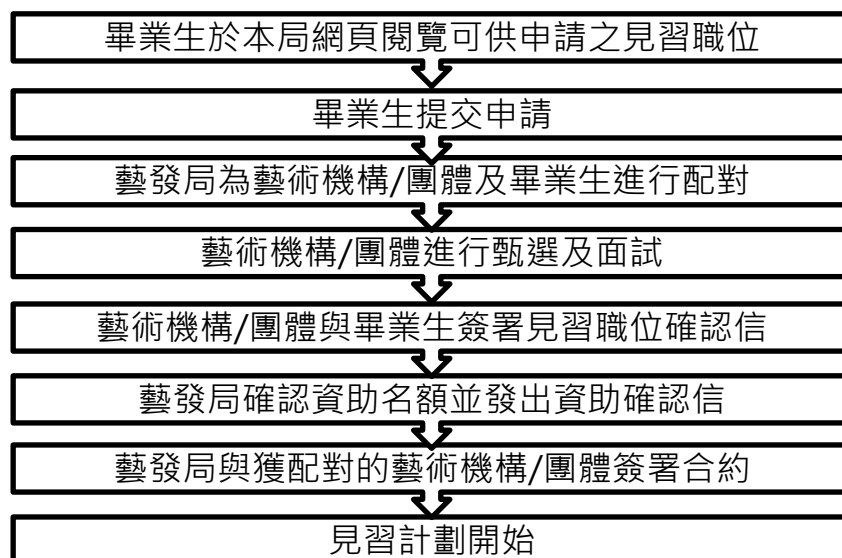 畢業生於本局網頁閱覽可供申請之見習職位
畢業生提交申請
藝發局為藝術機構/團體及畢業生進行配對
藝術機構/團體進行甄選及面試
藝術機構/團體與畢業生簽署見習職位確認信
藝發局確認資助名額並發出資助確認信
藝發局與獲配對的藝術機構/團體簽署合約
見習計劃開始